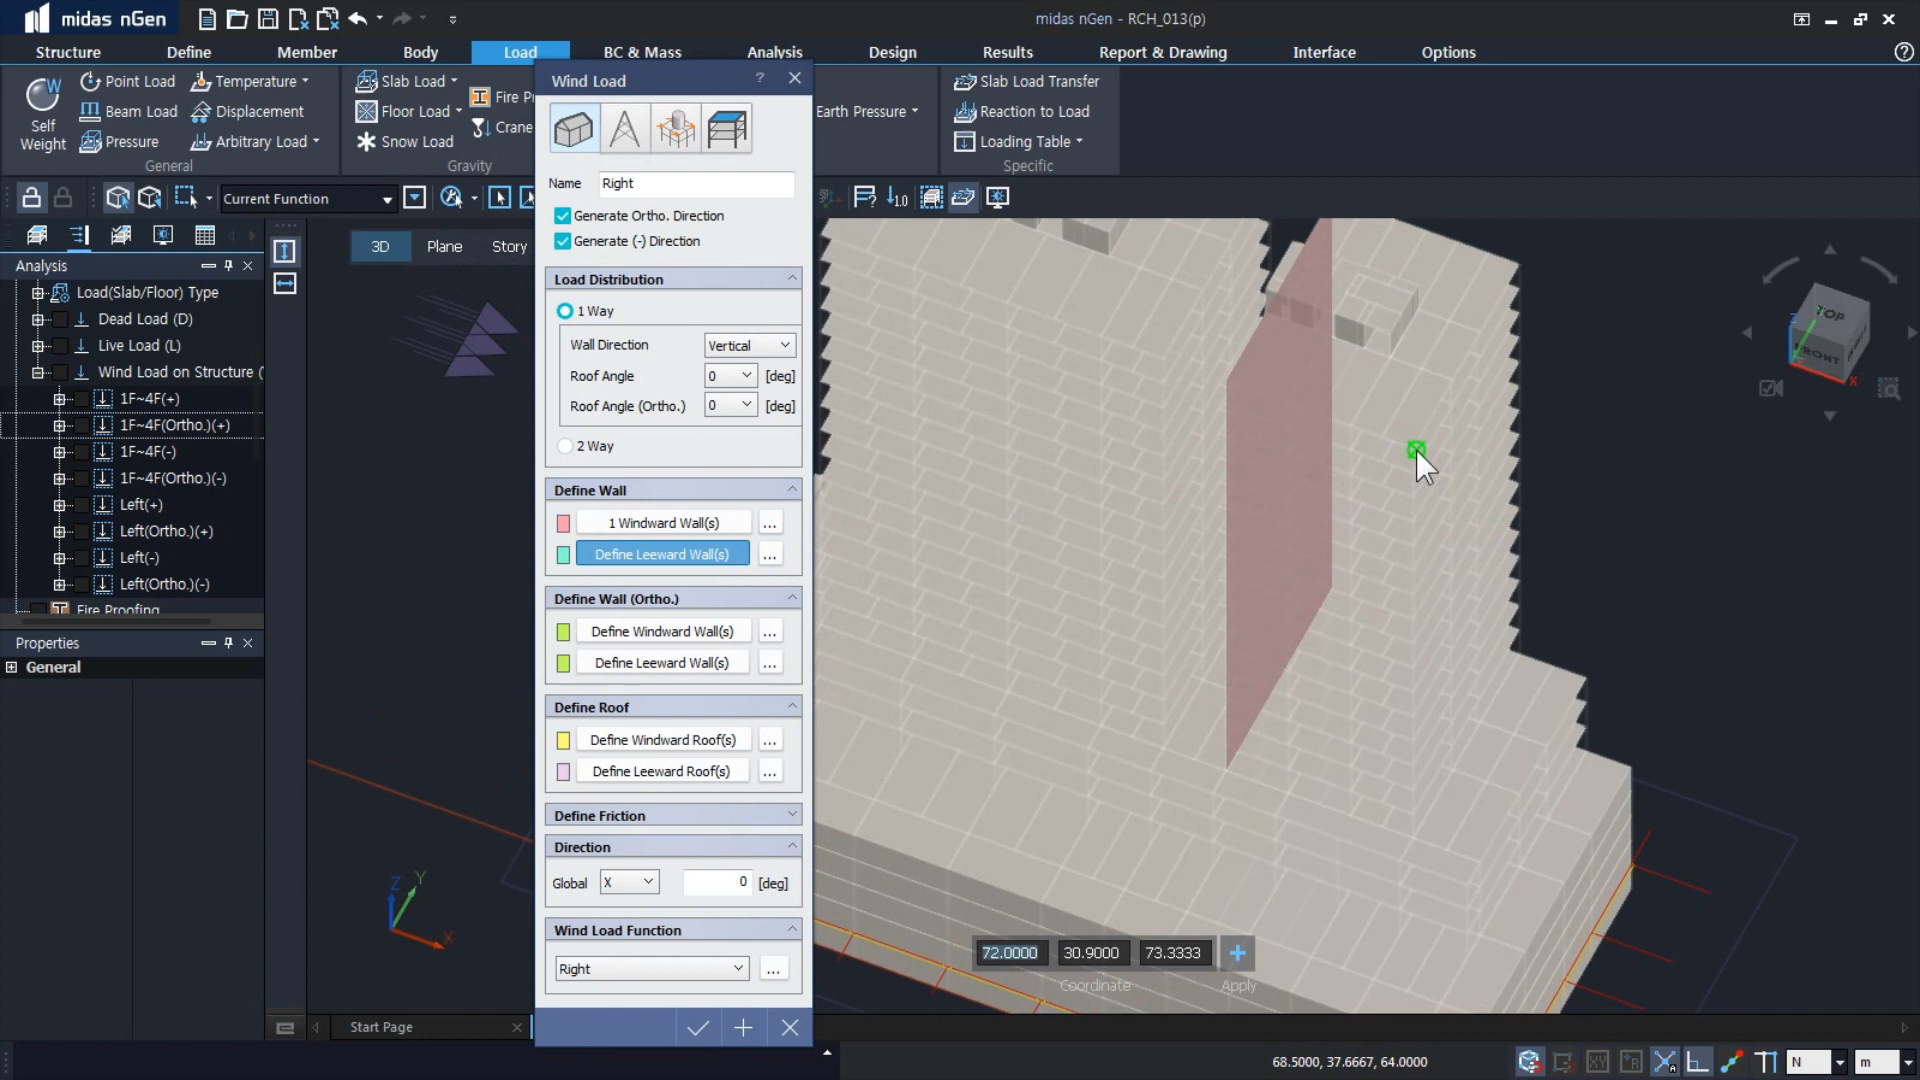 midas nGen
midas nGen - RCH_013(p)
Structure Define Member Body Load BC & Mass Analysis Design Results Report & Drawing Interface Options
Self Weight
Point Load
Beam Load
Pressure
Temperature
Displacement
Arbitrary Load
General
Slab Load
Floor Load
Snow Load
Fire Pr
Crane
Gravity
Earth Pressure
Slab Load Transfer
Reaction to Load
Loading Table
Specific
Current Function
1.0
Analysis
Load(Slab/Floor) Type
Dead Load (D)
Live Load (L)
Wind Load on Structure (
1F~4F(+)
1F~4F(Ortho.)(+)
1F~4F(-)
1F~4F(Ortho.)(-)
Left(+)
Left(Ortho.)(+)
Left(-)
Left(Ortho.)(-)
Fire Proofing
Properties
General
3D Plane Story
Wind Load
Name Right
Generate Ortho. Direction
Generate (-) Direction
Load Distribution
1 Way
Wall Direction Vertical
Roof Angle 0 [deg]
Roof Angle (Ortho.) 0 [deg]
2 Way
Define Wall
1 Windward Wall(s) ...
Define Leeward Wall(s) ...
Define Wall (Ortho.)
Define Windward Wall(s) ...
Define Leeward Wall(s) ...
Define Roof
Define Windward Roof(s) ...
Define Leeward Roof(s) ...
Define Friction
Direction
Global X 0 [deg]
Wind Load Function
Right ...
TOP
FRONT
Z
X
Z Y
X
72.0000 30.9000 73.3333 +
Coordinate Apply
Start Page
68.5000, 37.6667, 64.0000
N m